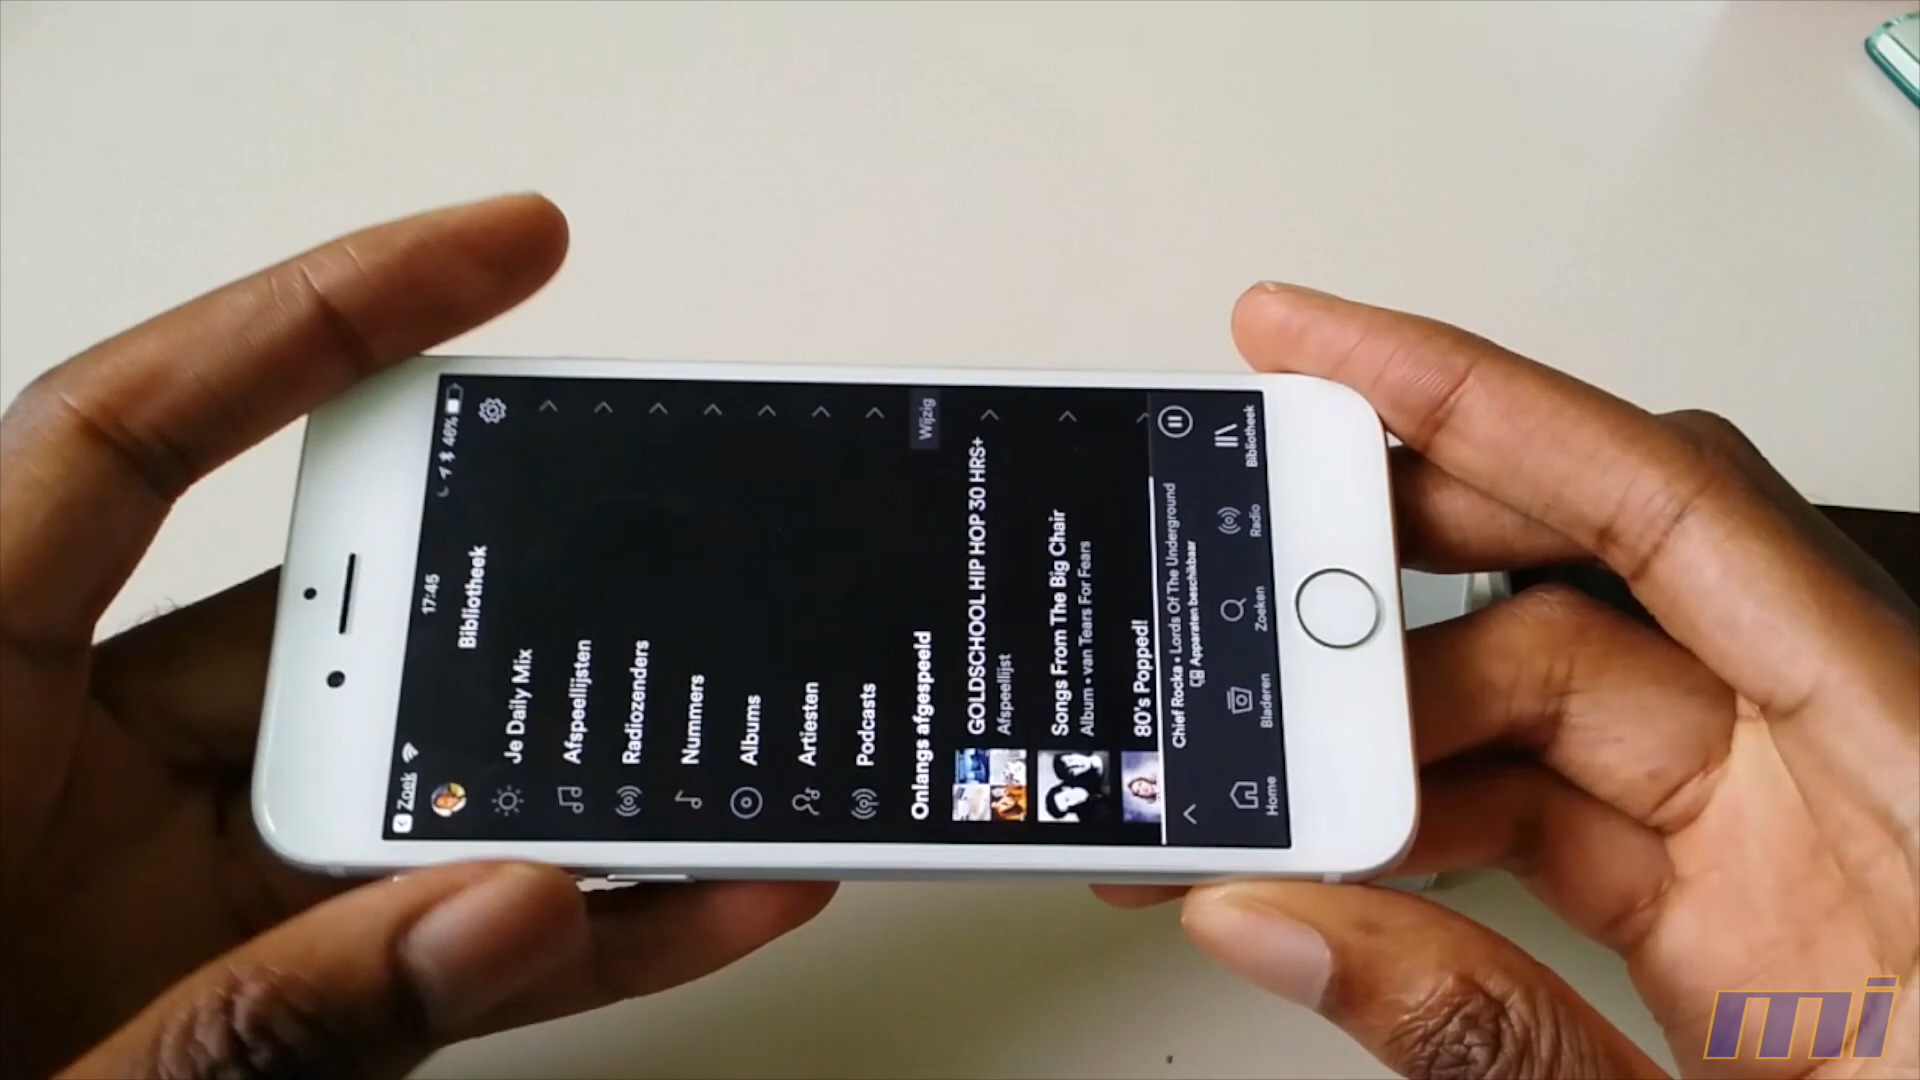 Zoek
17:45
46%
Bibliotheek
Je Daily Mix
Afspeellijsten
Radiozenders
Nummers
Albums
Artiesten
Podcasts
Onlangs afgespeeld
Wijzig
GOLDSCHOOL HIP HOP 30 HRS+
Afspeellijst
Songs From The Big Chair
Album • van Tears For Fears
80's Popped!
Chief Rocka • Lords Of The Underground
Apparaten beschikbaar
Home
Bladeren
Zoeken
Radio
Bibliotheek
mi